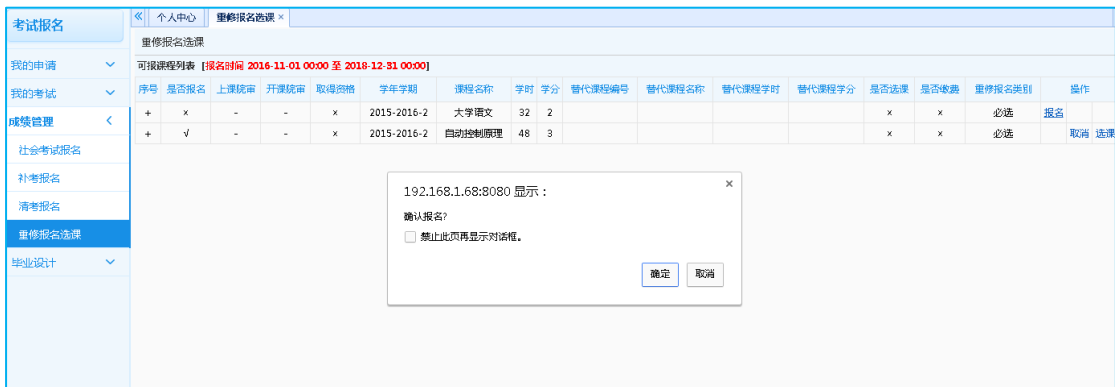 考试报名
我的申请
我的考试
成绩管理
社会考试报名
补考报名
清考报名
重修报名选课
毕业设计
个人中心 重修报名选课 ×
重修报名选课
可报课程列表 [报名时间 2016-11-01 00:00 至 2018-12-31 00:00]
序号 是否报名 上课院审 开课院审 取得资格 学年学期 课程名称 学时 学分 替代课程编号 替代课程名称 替代课程学时 替代课程学分 是否选课 是否缴费 重修报名类别 操作
+ × - - × 2015-2016-2 大学语文 32 2 × × 必选 报名
+ √ - - × 2015-2016-2 自动控制原理 48 3 × × 必选 取消 选课
192.168.1.68:8080 显示：
确认报名?
禁止此页再显示对话框。
确定 取消